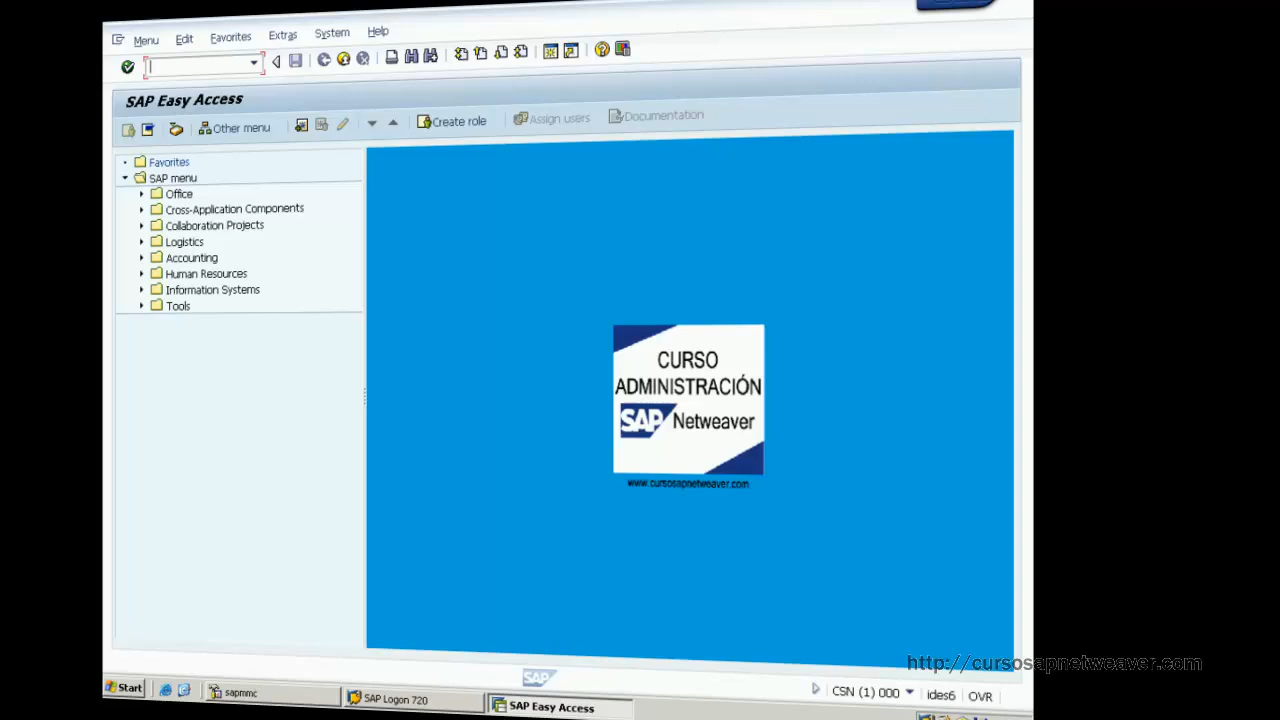 Menu Edit Favorites Extras System Help
SAP Easy Access
Other menu Create role Assign users Documentation
Favorites
SAP menu
Office
Cross-Application Components
Collaboration Projects
Logistics
Accounting
Human Resources
Information Systems
Tools
CURSO
ADMINISTRACIÓN
SAP Netweaver
www.cursosapnetweaver.com
http://cursosapnetweaver.com
SAP
CSN (1) 000 ides6 OVR
Start sapmmc SAP Logon 720 SAP Easy Access